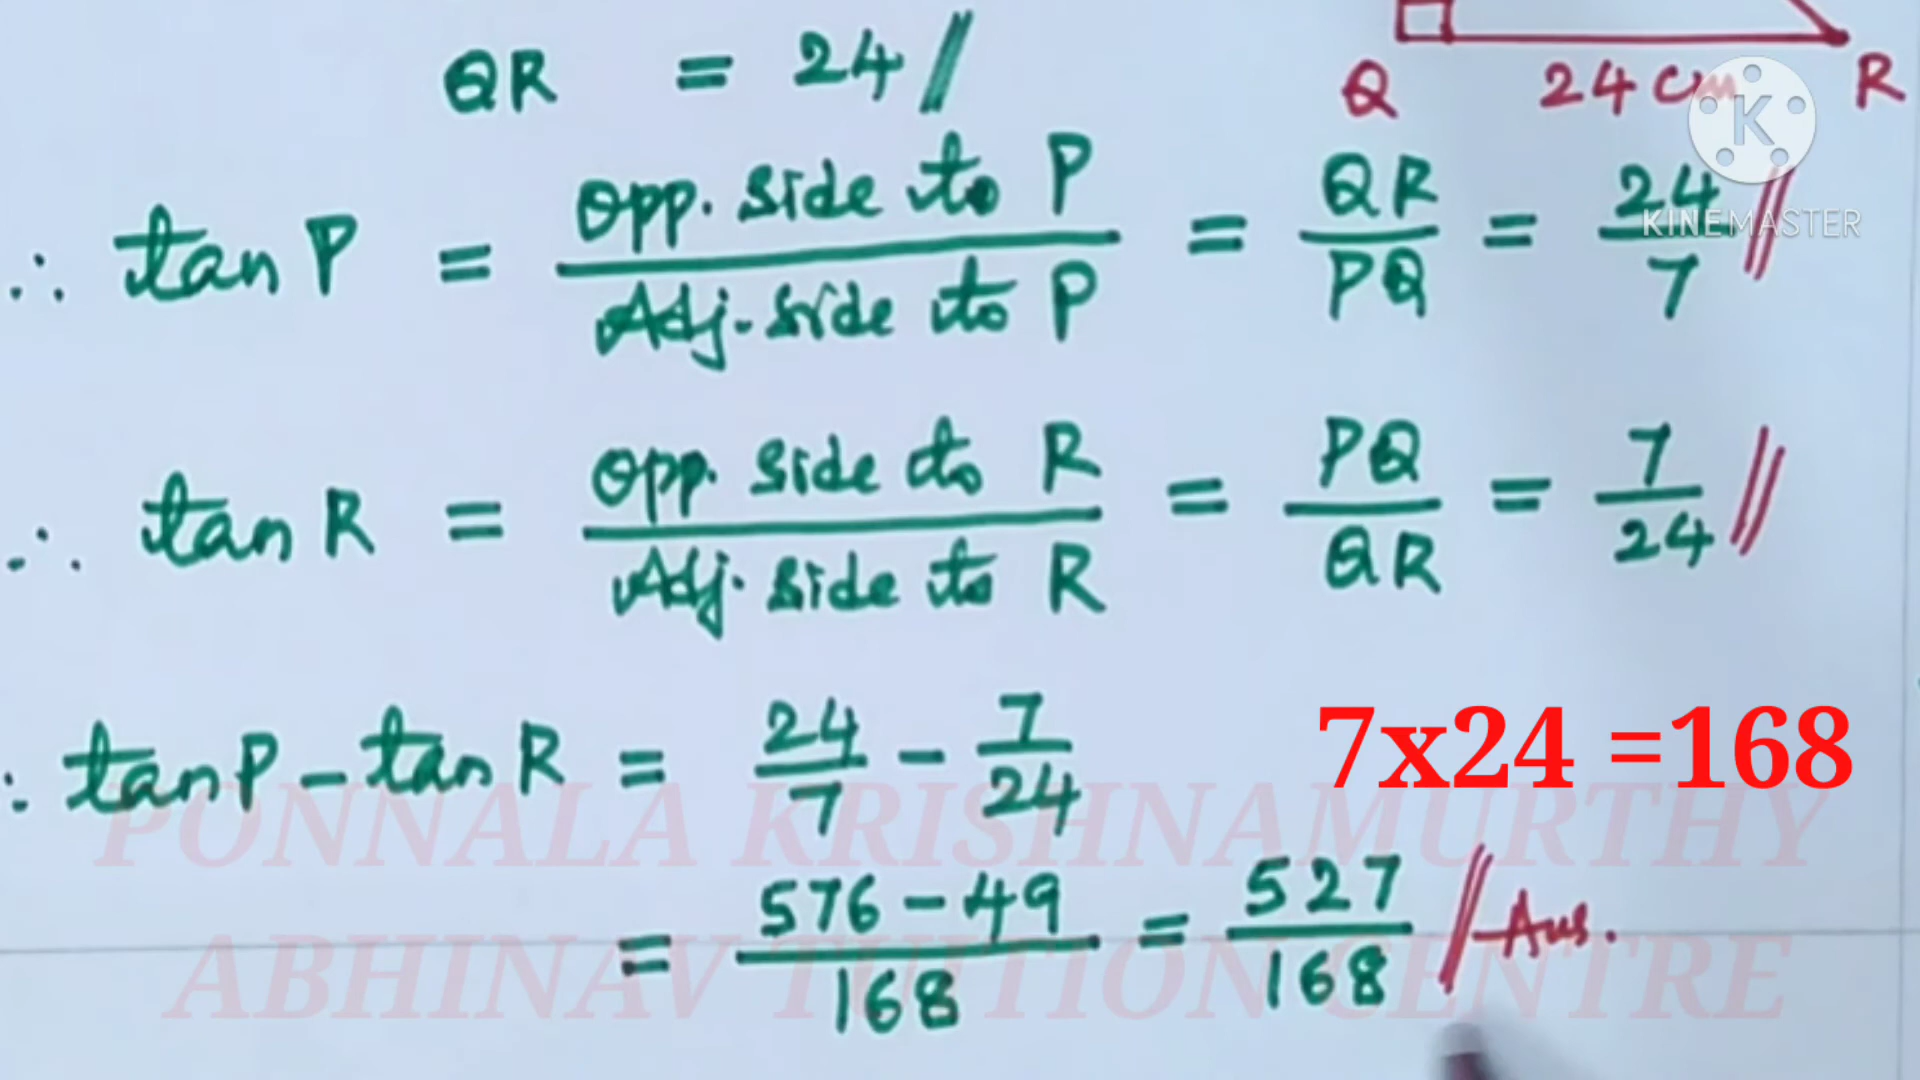 QR = 24 //
Q 24 cm R
K
KINEMASTER
∴ tan P = Opp. side to P / Adj. side to P = QR / PQ = 24 / 7 //
∴ tan R = Opp. side to R / Adj. side to R = PQ / QR = 7 / 24 //
∴ tan P - tan R = 24 / 7 - 7 / 24
7x24 =168
PONNALA KRISHNAMURTHY
= 576 - 49 / 168 = 527 / 168 // Ans.
ABHINAV TUITION CENTRE